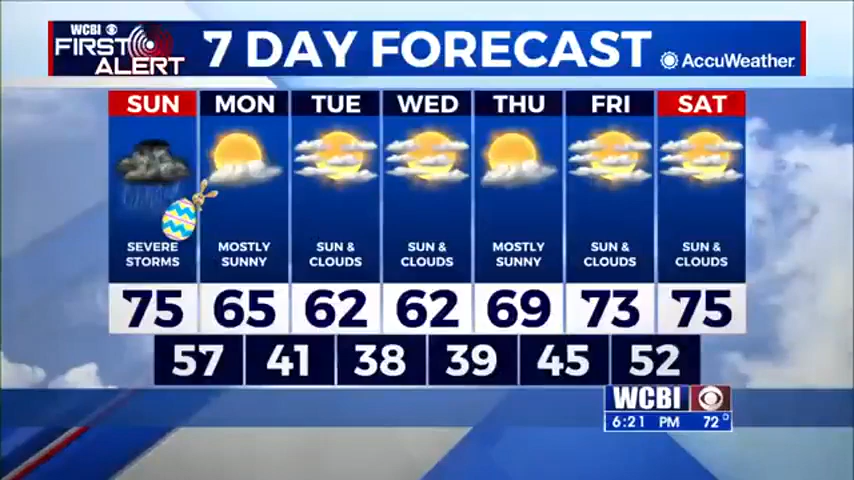 WCBI
FIRST
ALERT
7 DAY FORECAST
AccuWeather
SUN MON TUE WED THU FRI SAT
SEVERE STORMS
MOSTLY SUNNY
SUN & CLOUDS
SUN & CLOUDS
MOSTLY SUNNY
SUN & CLOUDS
SUN & CLOUDS
75 65 62 62 69 73 75
57 41 38 39 45 52
WCBI
6:21 PM 72°